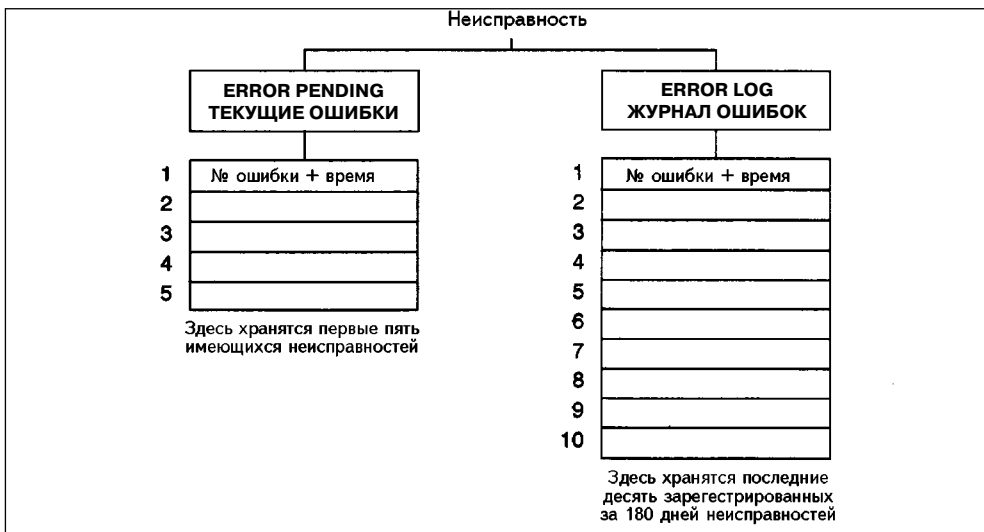 Неисправность
ERROR PENDING
ТЕКУЩИЕ ОШИБКИ
1 № ошибки + время
2
3
4
5
Здесь хранятся первые пять
имеющихся неисправностей
ERROR LOG
ЖУРНАЛ ОШИБОК
1 № ошибки + время
2
3
4
5
6
7
8
9
10
Здесь хранятся последние
десять зарегестрированных
за 180 дней неисправностей